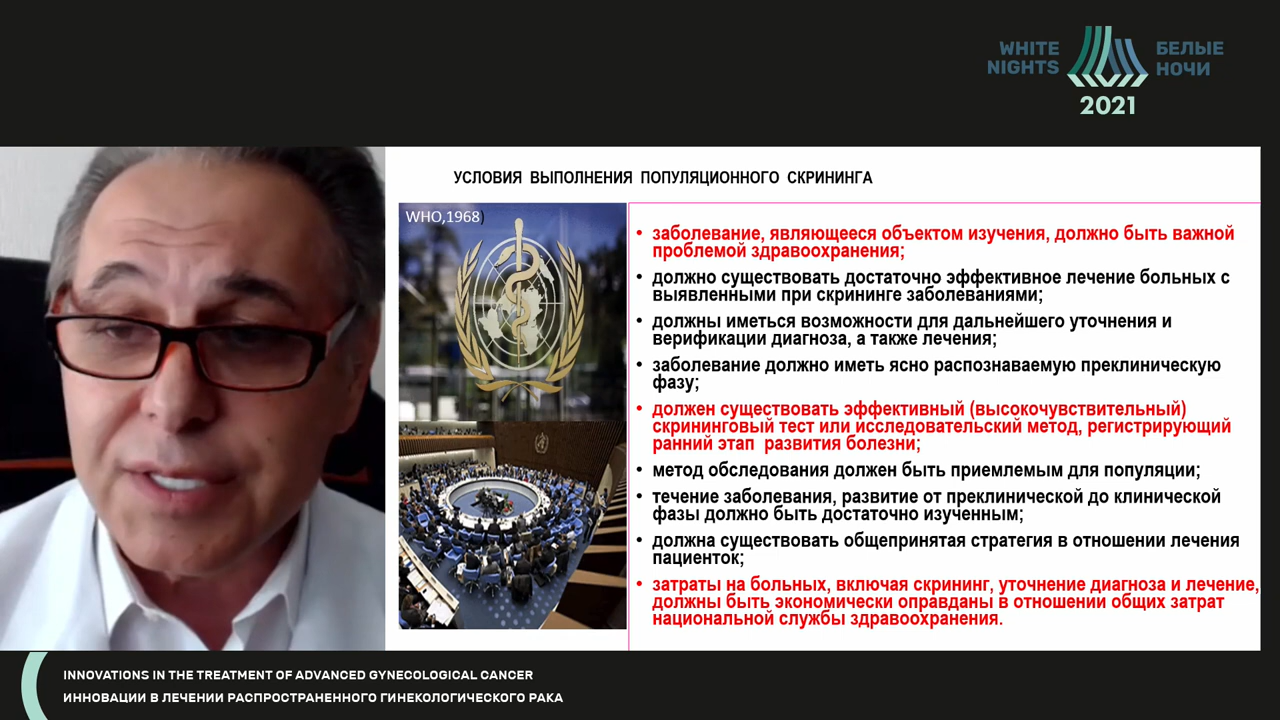 WHITE
NIGHTS
БЕЛЫЕ
НОЧИ
2021
УСЛОВИЯ ВЫПОЛНЕНИЯ ПОПУЛЯЦИОННОГО СКРИНИНГА
WHO,1968)
• заболевание, являющееся объектом изучения, должно быть важной
проблемой здравоохранения;
• должно существовать достаточно эффективное лечение больных с
выявленными при скрининге заболеваниями;
• должны иметься возможности для дальнейшего уточнения и
верификации диагноза, а также лечения;
• заболевание должно иметь ясно распознаваемую преклиническую
фазу;
• должен существовать эффективный (высокочувствительный)
скрининговый тест или исследовательский метод, регистрирующий
ранний этап развития болезни;
• метод обследования должен быть приемлемым для популяции;
• течение заболевания, развитие от преклинической до клинической
фазы должно быть достаточно изученным;
• должна существовать общепринятая стратегия в отношении лечения
пациенток;
• затраты на больных, включая скрининг, уточнение диагноза и лечение,
должны быть экономически оправданы в отношении общих затрат
национальной службы здравоохранения.
INNOVATIONS IN THE TREATMENT OF ADVANCED GYNECOLOGICAL CANCER
ИННОВАЦИИ В ЛЕЧЕНИИ РАСПРОСТРАНЕННОГО ГИНЕКОЛОГИЧЕСКОГО РАКА